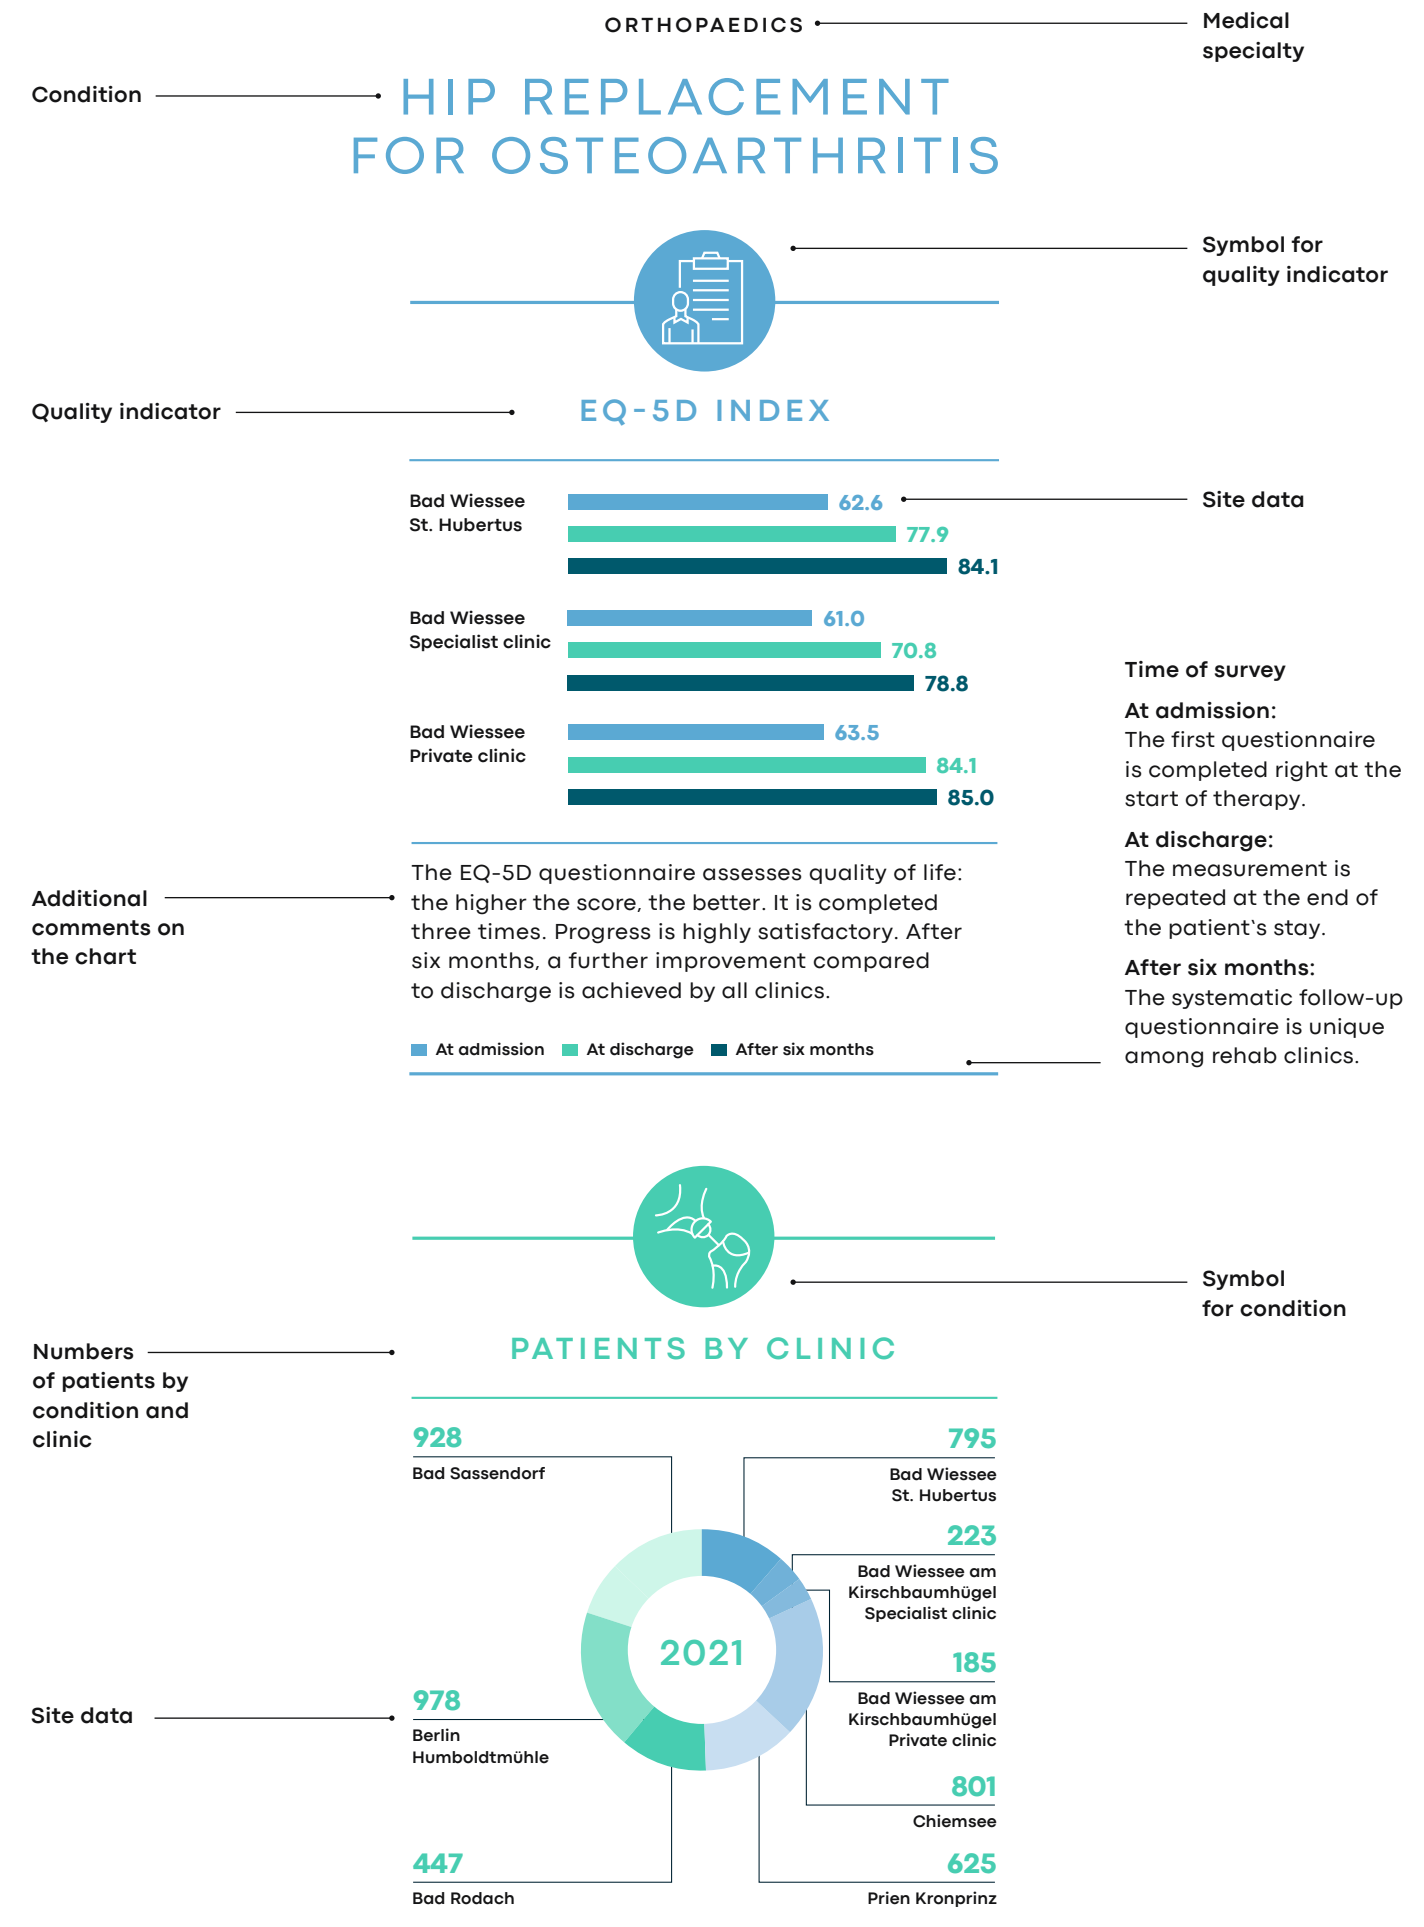 ORTHOPAEDICS
Medical
specialty
Condition
HIP REPLACEMENT
FOR OSTEOARTHRITIS
Symbol for
quality indicator
Quality indicator
EQ-5D INDEX
Bad Wiessee
St. Hubertus
62.6
77.9
84.1
Site data
Bad Wiessee
Specialist clinic
61.0
70.8
78.8
Bad Wiessee
Private clinic
63.5
84.1
85.0
Time of survey
At admission:
The first questionnaire
is completed right at the
start of therapy.
At discharge:
The measurement is
repeated at the end of
the patient‛s stay.
After six months:
The systematic follow-up
questionnaire is unique
among rehab clinics.
Additional
comments on
the chart
The EQ-5D questionnaire assesses quality of life:
the higher the score, the better. It is completed
three times. Progress is highly satisfactory. After
six months, a further improvement compared
to discharge is achieved by all clinics.
At admission At discharge After six months
Symbol
for condition
Numbers
of patients by
condition and
clinic
PATIENTS BY CLINIC
928
Bad Sassendorf
795
Bad Wiessee
St. Hubertus
223
Bad Wiessee am
Kirschbaumhügel
Specialist clinic
2021
185
Bad Wiessee am
Kirschbaumhügel
Private clinic
Site data
978
Berlin
Humboldtmühle
801
Chiemsee
447
Bad Rodach
625
Prien Kronprinz